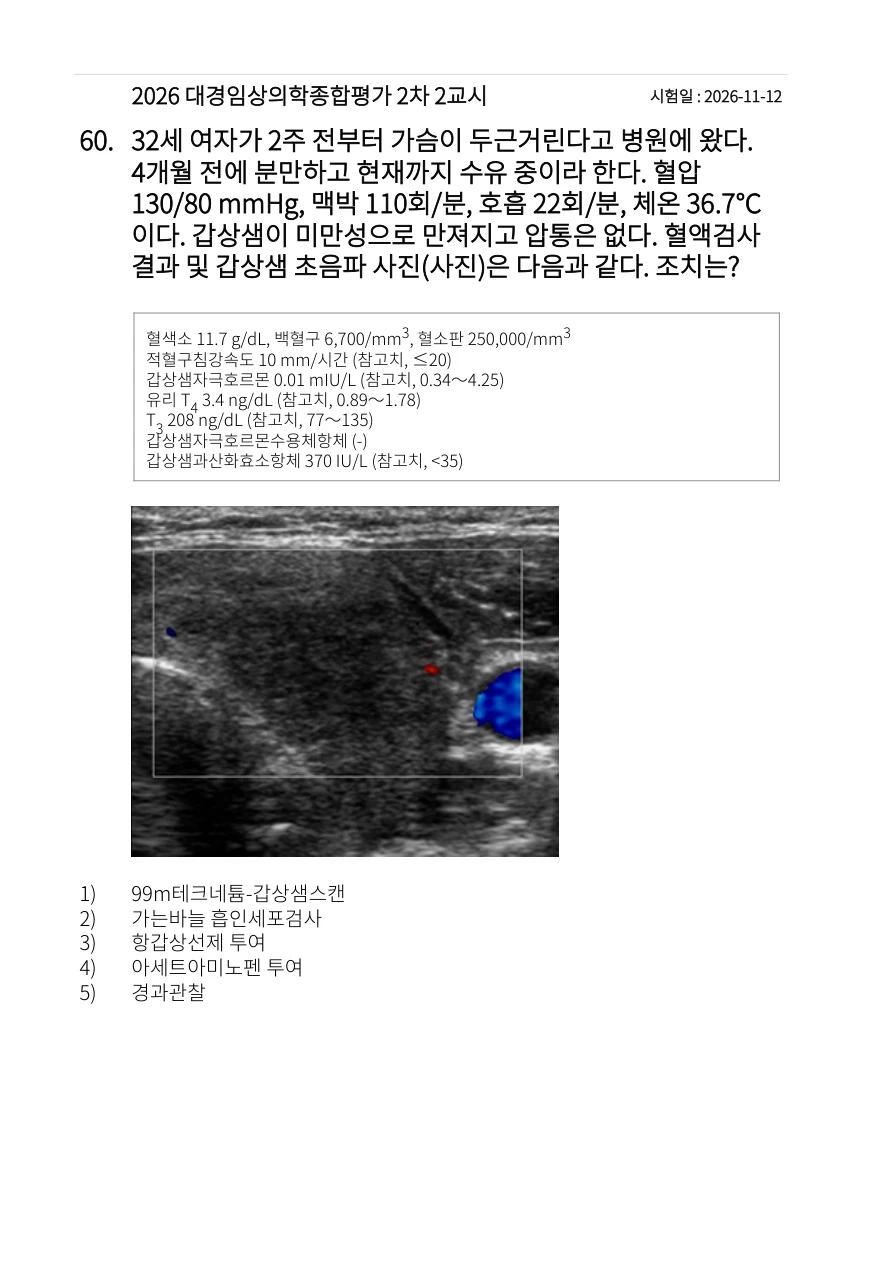 2026 대경임상의학종합평가 2차 2교시
시험일 : 2026-11-12
60. 32세 여자가 2주 전부터 가슴이 두근거린다고 병원에 왔다.
4개월 전에 분만하고 현재까지 수유 중이라 한다. 혈압
130/80 mmHg, 맥박 110회/분, 호흡 22회/분, 체온 36.7℃
이다. 갑상샘이 미만성으로 만져지고 압통은 없다. 혈액검사
결과 및 갑상샘 초음파 사진(사진)은 다음과 같다. 조치는?
혈색소 11.7 g/dL, 백혈구 6,700/mm³, 혈소판 250,000/mm³
적혈구침강속도 10 mm/시간 (참고치, ≤20)
갑상샘자극호르몬 0.01 mIU/L (참고치, 0.34～4.25)
유리 T₄ 3.4 ng/dL (참고치, 0.89～1.78)
T₃ 208 ng/dL (참고치, 77～135)
갑상샘자극호르몬수용체항체 (-)
갑상샘과산화효소항체 370 IU/L (참고치, <35)
1) 99m테크네튬-갑상샘스캔
2) 가는바늘 흡인세포검사
3) 항갑상선제 투여
4) 아세트아미노펜 투여
5) 경과관찰